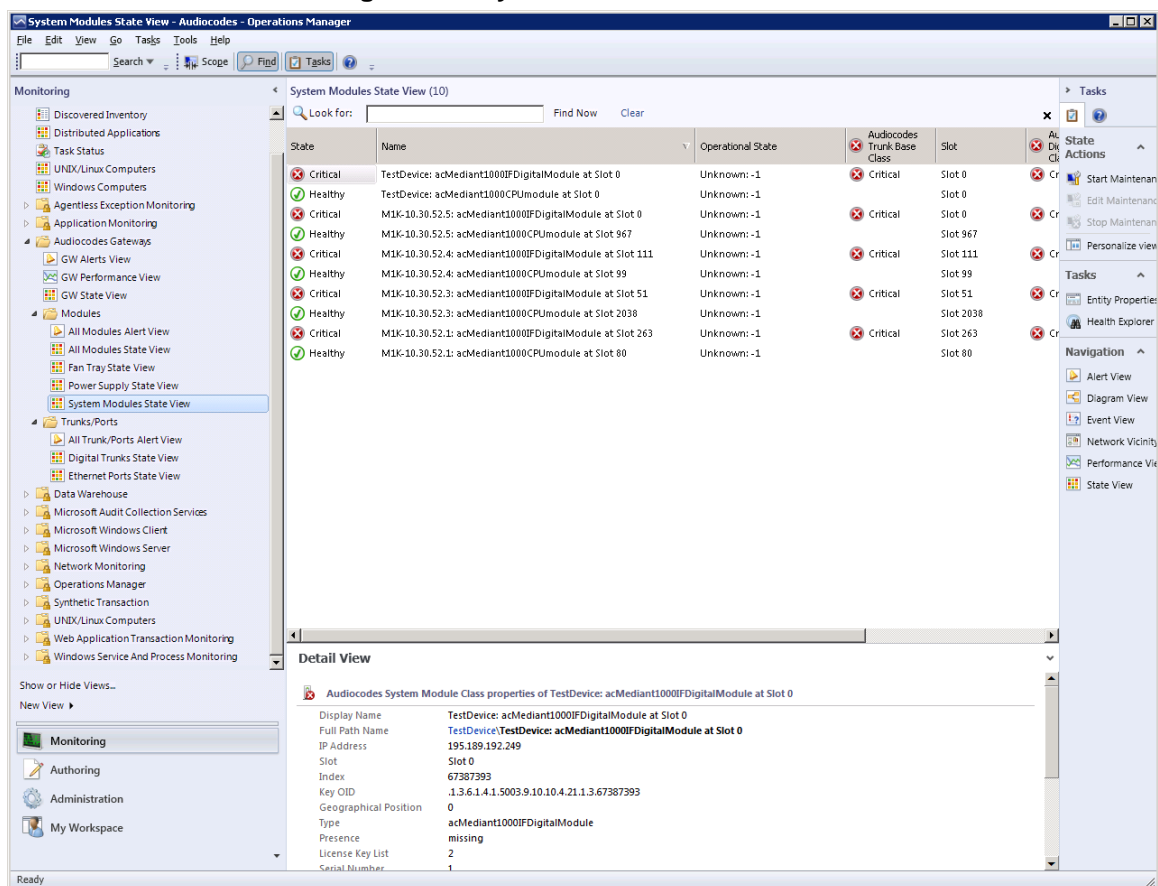 System Modules State View - Audiocodes - Operations Manager
File Edit View Go Tasks Tools Help
Search Scope Find Tasks
Monitoring
Discovered Inventory
Distributed Applications
Task Status
UNIX/Linux Computers
Windows Computers
Agentless Exception Monitoring
Application Monitoring
Audiocodes Gateways
GW Alerts View
GW Performance View
GW State View
Modules
All Modules Alert View
All Modules State View
Fan Tray State View
Power Supply State View
System Modules State View
Trunks/Ports
All Trunk/Ports Alert View
Digital Trunks State View
Ethernet Ports State View
Data Warehouse
Microsoft Audit Collection Services
Microsoft Windows Client
Microsoft Windows Server
Network Monitoring
Operations Manager
Synthetic Transaction
UNIX/Linux Computers
Web Application Transaction Monitoring
Windows Service And Process Monitoring
Show or Hide Views...
New View
Monitoring
Authoring
Administration
My Workspace
System Modules State View (10)
Look for: Find Now Clear
State Name Operational State Audiocodes Trunk Base Class Slot
Critical TestDevice: acMediant1000IFDigitalModule at Slot 0 Unknown: -1 Critical Slot 0 Cr
Healthy TestDevice: acMediant1000CPUmodule at Slot 0 Unknown: -1 Slot 0
Critical M1K-10.30.52.5: acMediant1000IFDigitalModule at Slot 0 Unknown: -1 Critical Slot 0 Cr
Healthy M1K-10.30.52.5: acMediant1000CPUmodule at Slot 967 Unknown: -1 Slot 967
Critical M1K-10.30.52.4: acMediant1000IFDigitalModule at Slot 111 Unknown: -1 Critical Slot 111 Cr
Healthy M1K-10.30.52.4: acMediant1000CPUmodule at Slot 99 Unknown: -1 Slot 99
Critical M1K-10.30.52.3: acMediant1000IFDigitalModule at Slot 51 Unknown: -1 Critical Slot 51 Cr
Healthy M1K-10.30.52.3: acMediant1000CPUmodule at Slot 2038 Unknown: -1 Slot 2038
Critical M1K-10.30.52.1: acMediant1000IFDigitalModule at Slot 263 Unknown: -1 Critical Slot 263 Cr
Healthy M1K-10.30.52.1: acMediant1000CPUmodule at Slot 80 Unknown: -1 Slot 80
Detail View
Audiocodes System Module Class properties of TestDevice: acMediant1000IFDigitalModule at Slot 0
Display Name TestDevice: acMediant1000IFDigitalModule at Slot 0
Full Path Name TestDevice\TestDevice: acMediant1000IFDigitalModule at Slot 0
IP Address 195.189.192.249
Slot Slot 0
Index 67387393
Key OID .1.3.6.1.4.1.5003.9.10.10.4.21.1.3.67387393
Geographical Position 0
Type acMediant1000IFDigitalModule
Presence missing
License Key List 2
Serial Number 1
Tasks
State Actions
Start Maintenan
Edit Maintenanc
Stop Maintenan
Personalize view
Tasks
Entity Propertie
Health Explorer
Navigation
Alert View
Diagram View
Event View
Network Vicinity
Performance Vie
State View
Ready